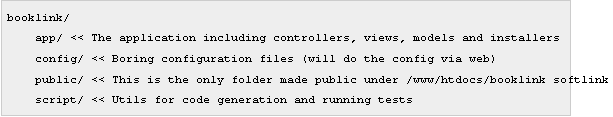 booklink/
app/ << The application including controllers, views, models and installers
config/ << Boring configuration files (will do the config via web)
public/ << This is the only folder made public under /www/htdocs/booklink softlink
script/ << Utils for code generation and running tests